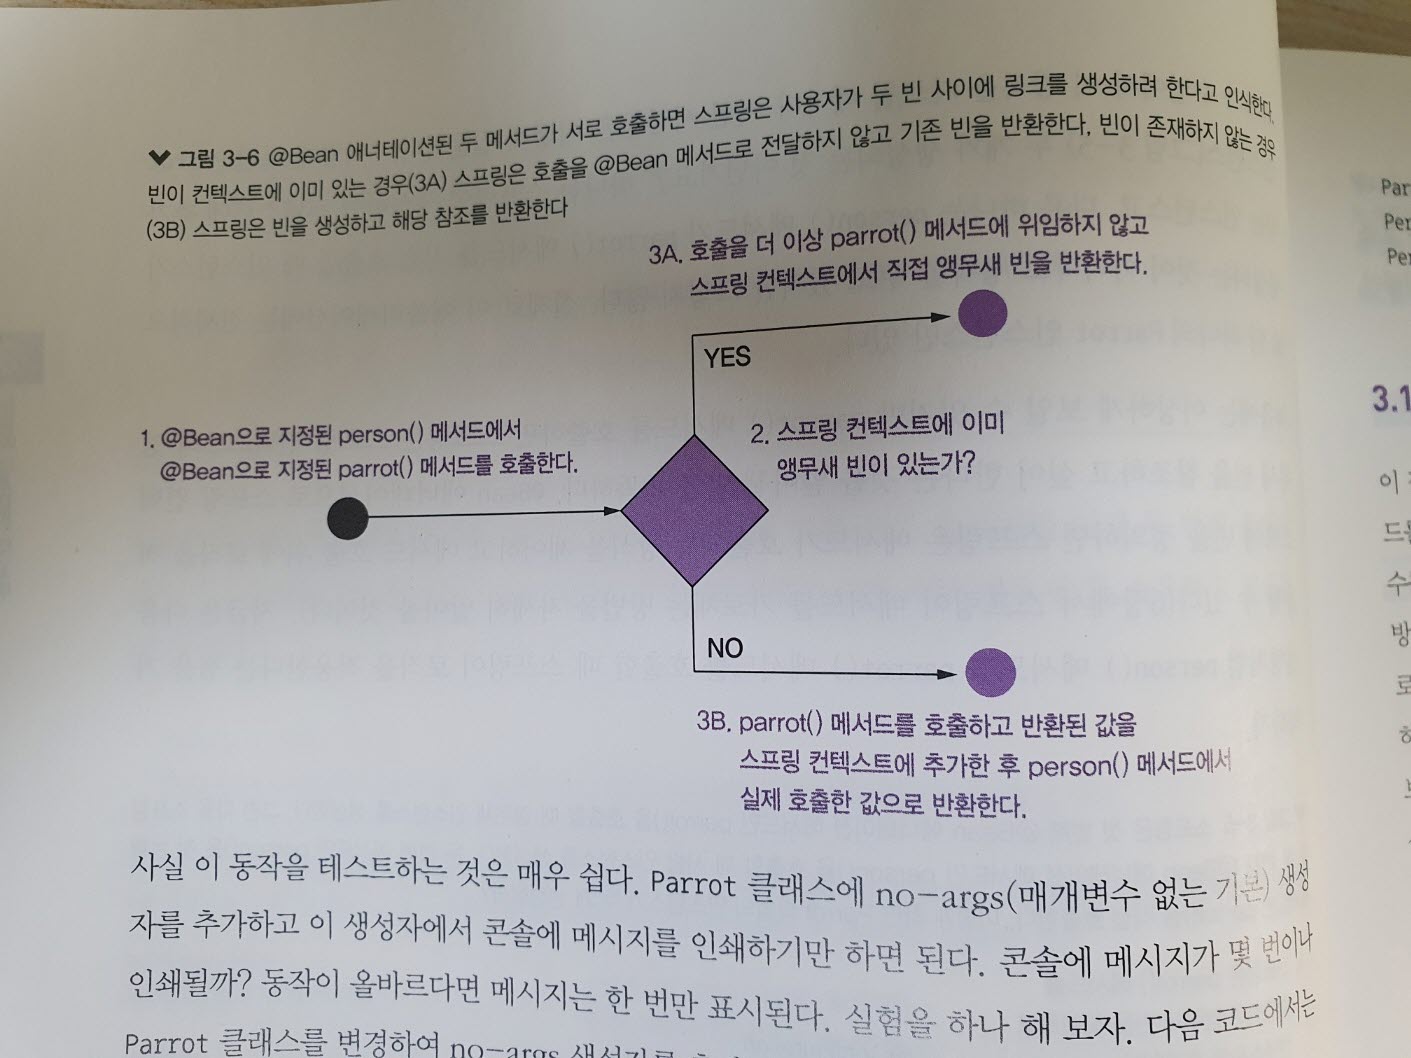 그림 3-6 @Bean 애너테이션된 두 메서드가 서로 호출하면 스프링은 사용자가 두 빈 사이에 링크를 생성하려 한다고 인식한다.
빈이 컨텍스트에 이미 있는 경우(3A) 스프링은 호출을 @Bean 메서드로 전달하지 않고 기존 빈을 반환한다, 빈이 존재하지 않는 경우
(3B) 스프링은 빈을 생성하고 해당 참조를 반환한다
3A. 호출을 더 이상 parrot() 메서드에 위임하지 않고
스프링 컨텍스트에서 직접 앵무새 빈을 반환한다.
YES
1. @Bean으로 지정된 person() 메서드에서
@Bean으로 지정된 parrot() 메서드를 호출한다.
2. 스프링 컨텍스트에 이미
앵무새 빈이 있는가?
NO
3B. parrot() 메서드를 호출하고 반환된 값을
스프링 컨텍스트에 추가한 후 person() 메서드에서
실제 호출한 값으로 반환한다.
사실 이 동작을 테스트하는 것은 매우 쉽다. Parrot 클래스에 no-args(매개변수 없는 기본) 생성
자를 추가하고 이 생성자에서 콘솔에 메시지를 인쇄하기만 하면 된다. 콘솔에 메시지가 몇 번이나
인쇄될까? 동작이 올바르다면 메시지는 한 번만 표시된다. 실험을 하나 해 보자. 다음 코드에서는
Parrot 클래스를 변경하여 no-args
Par
Per
Per
3.1
이
드
수
방
로